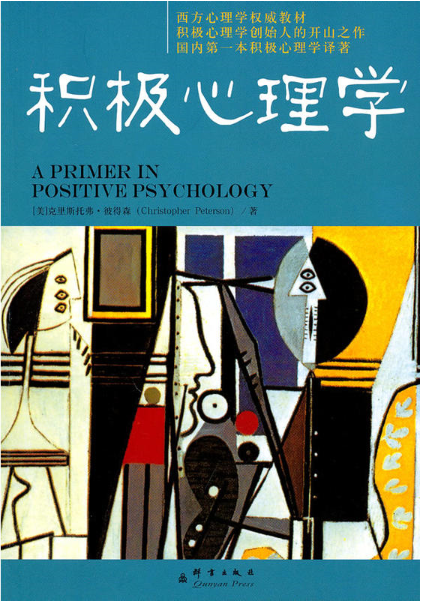 西方心理学权威教材
积极心理学创始人的开山之作
国内第一本积极心理学译著
积极心理学
A PRIMER IN
POSITIVE PSYCHOLOGY
[美]克里斯托弗·彼得森（Christopher Peterson）/著
群言出版社
Qunyan Press